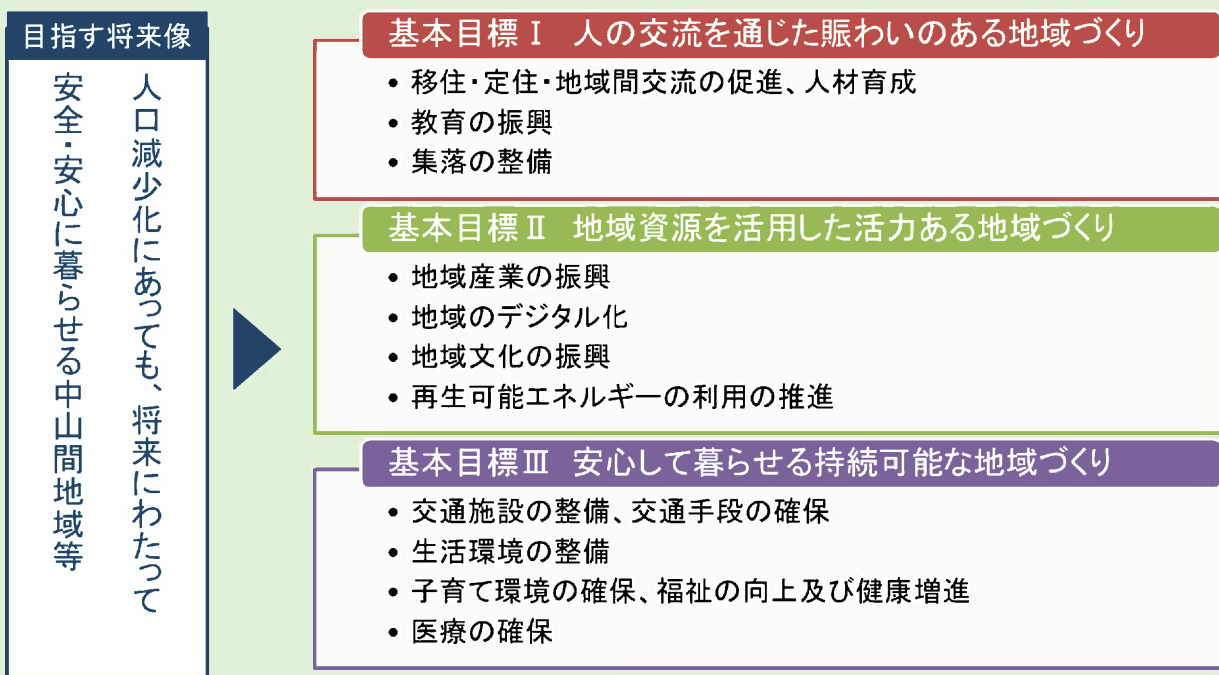 目指す将来像
人口減少化にあっても、将来にわたって
安全・安心に暮らせる中山間地域等
基本目標Ⅰ 人の交流を通じた賑わいのある地域づくり
• 移住・定住・地域間交流の促進、人材育成
• 教育の振興
• 集落の整備
基本目標Ⅱ 地域資源を活用した活力ある地域づくり
• 地域産業の振興
• 地域のデジタル化
• 地域文化の振興
• 再生可能エネルギーの利用の推進
基本目標Ⅲ 安心して暮らせる持続可能な地域づくり
• 交通施設の整備、交通手段の確保
• 生活環境の整備
• 子育て環境の確保、福祉の向上及び健康増進
• 医療の確保